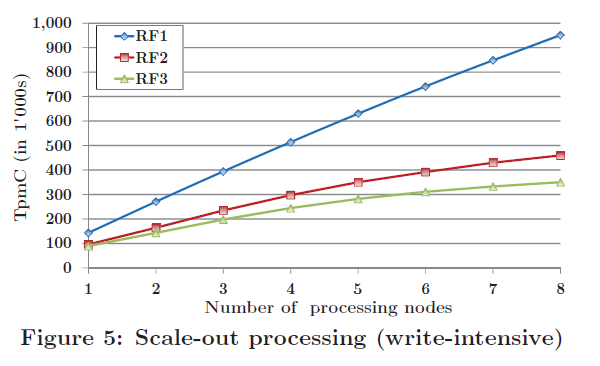 1,000
900
800
700
600
500
400
300
200
100
0
TpmC (in 1'000s)
RF1
RF2
RF3
1 2 3 4 5 6 7 8
Number of processing nodes
Figure 5: Scale-out processing (write-intensive)